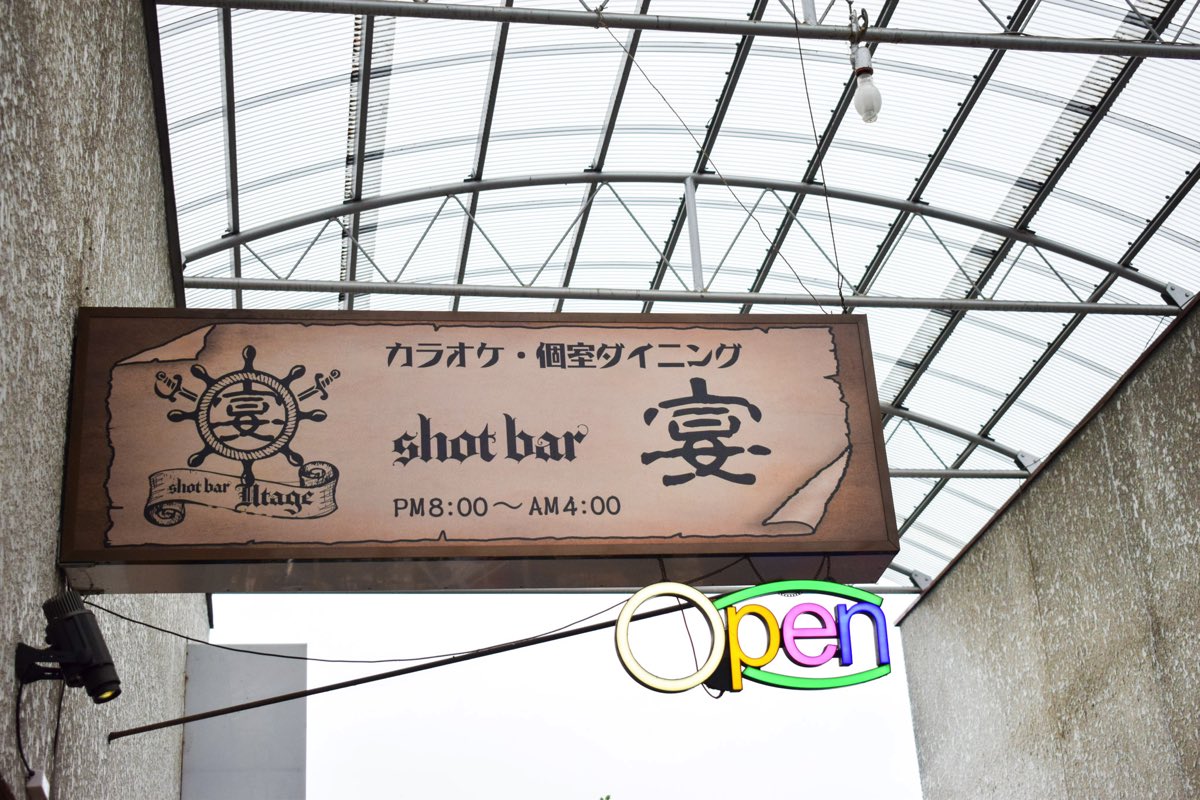 カラオケ・個室ダイニング
宴
shot bar Utage
shot bar 宴
PM8:00〜AM4:00
Open